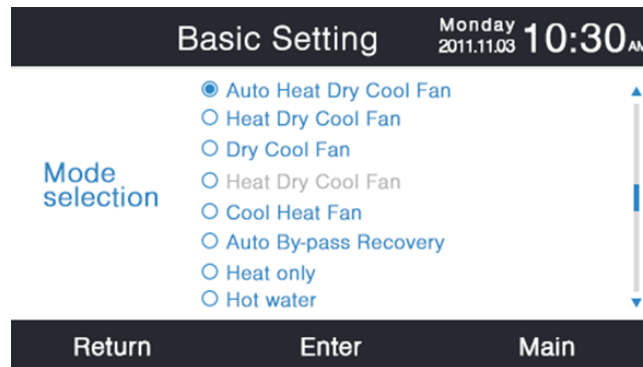 Basic Setting
Monday
2011.11.03
10:30 AM
Mode
selection
Auto Heat Dry Cool Fan
Heat Dry Cool Fan
Dry Cool Fan
Heat Dry Cool Fan
Cool Heat Fan
Auto By-pass Recovery
Heat only
Hot water
Return Enter Main